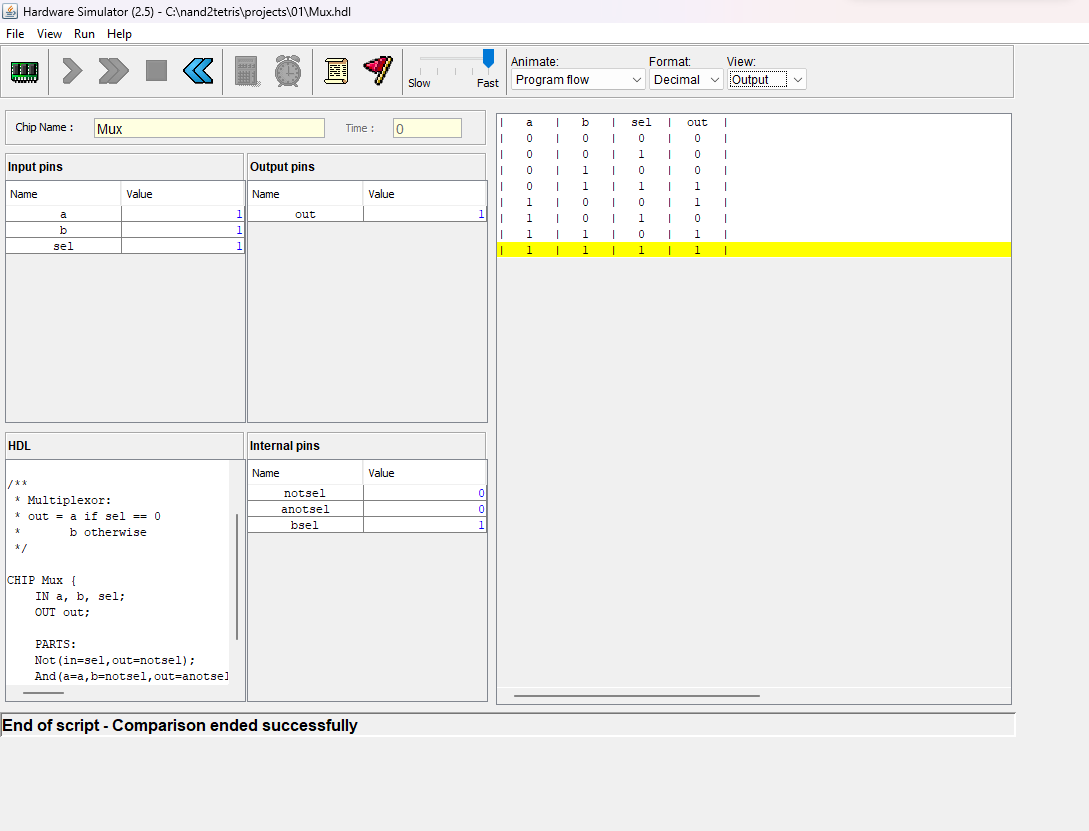 Hardware Simulator (2.5) - C:\nand2tetris\projects\01\Mux.hdl
File View Run Help
Slow Fast
Animate: Format: View:
Program flow Decimal Output
Chip Name : Mux Time : 0
Input pins
Name Value
a 1
b 1
sel 1
Output pins
Name Value
out 1
HDL
/**
* Multiplexor:
* out = a if sel == 0
* b otherwise
*/
CHIP Mux {
IN a, b, sel;
OUT out;
PARTS:
Not(in=sel,out=notsel);
And(a=a,b=notsel,out=anotsel
Internal pins
Name Value
notsel 0
anotsel 0
bsel 1
| a | b | sel | out |
| 0 | 0 | 0 | 0 |
| 0 | 0 | 1 | 0 |
| 0 | 1 | 0 | 0 |
| 0 | 1 | 1 | 1 |
| 1 | 0 | 0 | 1 |
| 1 | 0 | 1 | 0 |
| 1 | 1 | 0 | 1 |
| 1 | 1 | 1 | 1 |
End of script - Comparison ended successfully